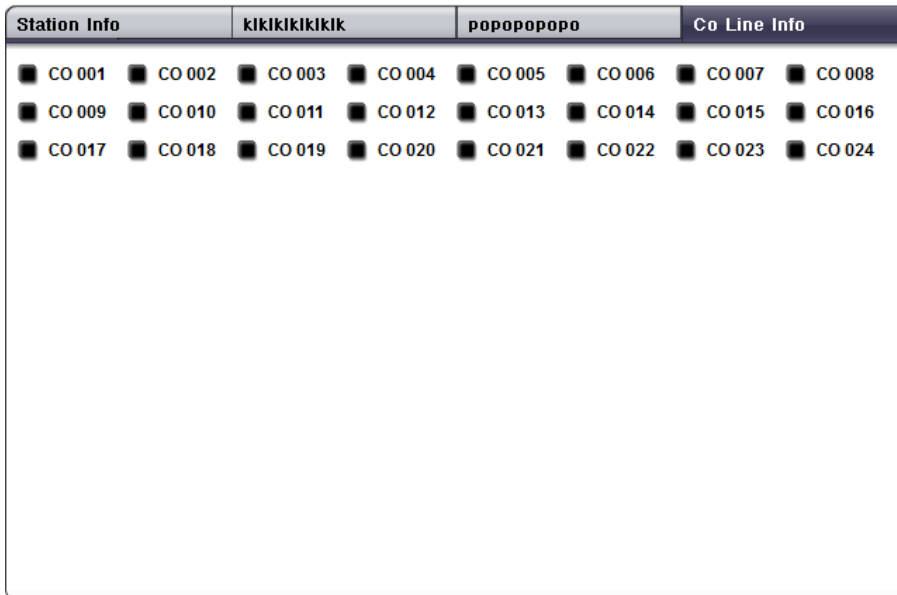 Station Info klklklklklklk popopopopo Co Line Info
CO 001 CO 002 CO 003 CO 004 CO 005 CO 006 CO 007 CO 008
CO 009 CO 010 CO 011 CO 012 CO 013 CO 014 CO 015 CO 016
CO 017 CO 018 CO 019 CO 020 CO 021 CO 022 CO 023 CO 024